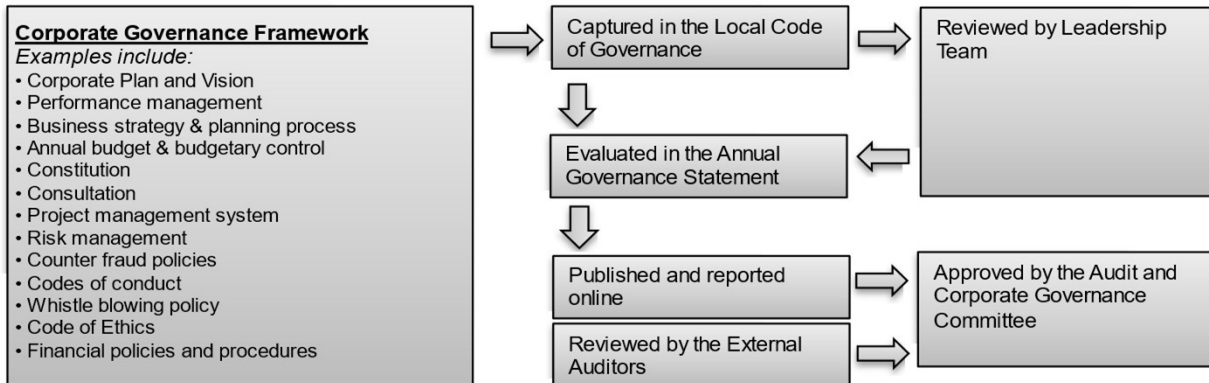 Corporate Governance Framework
Examples include:
• Corporate Plan and Vision
• Performance management
• Business strategy & planning process
• Annual budget & budgetary control
• Constitution
• Consultation
• Project management system
• Risk management
• Counter fraud policies
• Codes of conduct
• Whistle blowing policy
• Code of Ethics
• Financial policies and procedures
Captured in the Local Code
of Governance
Reviewed by Leadership
Team
Evaluated in the Annual
Governance Statement
Published and reported
online
Approved by the Audit and
Corporate Governance
Committee
Reviewed by the External
Auditors